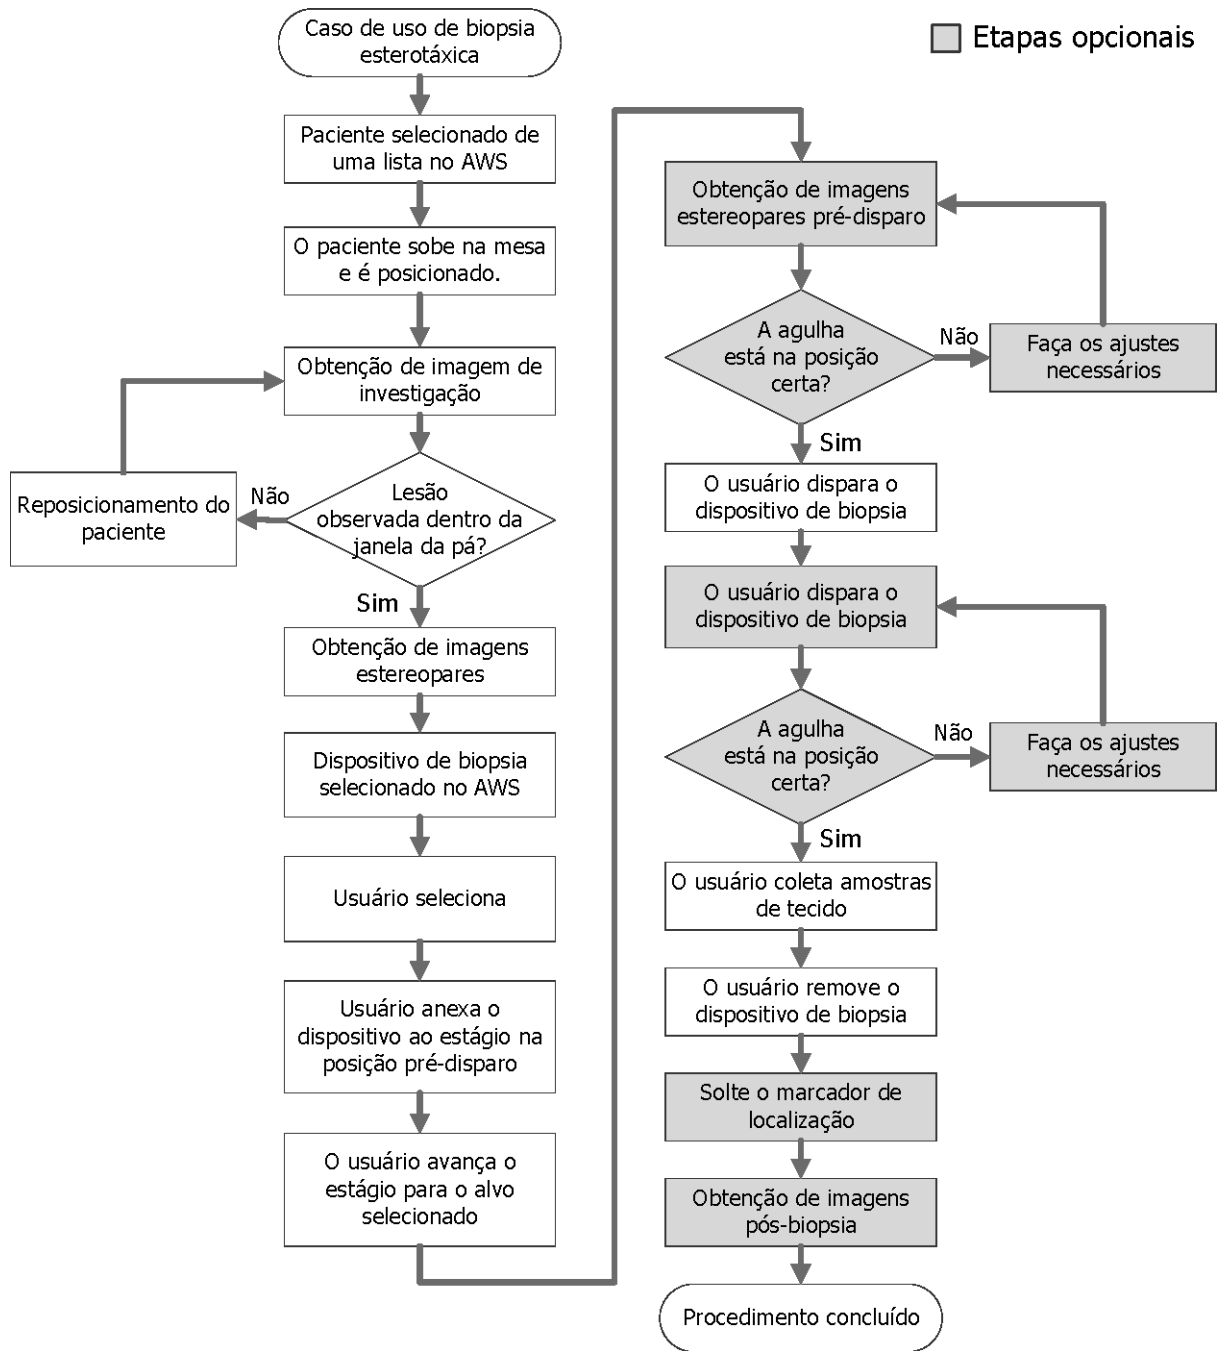 Caso de uso de biopsia
esterotáxica
Etapas opcionais
Paciente selecionado de
uma lista no AWS
O paciente sobe na mesa
e é posicionado.
Obtenção de imagem de
investigação
Lesão
observada dentro da
janela da pá?
Não
Reposicionamento do
paciente
Sim
Obtenção de imagens
estereopares
Dispositivo de biopsia
selecionado no AWS
Usuário seleciona
Usuário anexa o
dispositivo ao estágio na
posição pré-disparo
O usuário avança o
estágio para o alvo
selecionado
Obtenção de imagens
estereopares pré-disparo
A agulha
está na posição
certa?
Não
Faça os ajustes
necessários
Sim
O usuário dispara o
dispositivo de biopsia
O usuário dispara o
dispositivo de biopsia
A agulha
está na posição
certa?
Não
Faça os ajustes
necessários
Sim
O usuário coleta amostras
de tecido
O usuário remove o
dispositivo de biopsia
Solte o marcador de
localização
Obtenção de imagens
pós-biopsia
Procedimento concluído